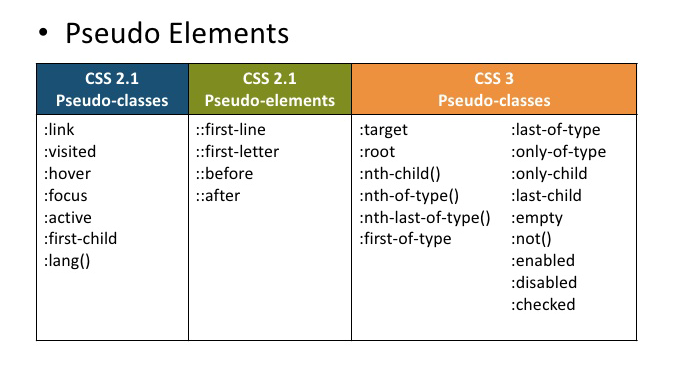 • Pseudo Elements
CSS 2.1
Pseudo-classes
CSS 2.1
Pseudo-elements
CSS 3
Pseudo-classes
:link
:visited
:hover
:focus
:active
:first-child
:lang()
::first-line
::first-letter
::before
::after
:target
:root
:nth-child()
:nth-of-type()
:nth-last-of-type()
:first-of-type
:last-of-type
:only-of-type
:only-child
:last-child
:empty
:not()
:enabled
:disabled
:checked